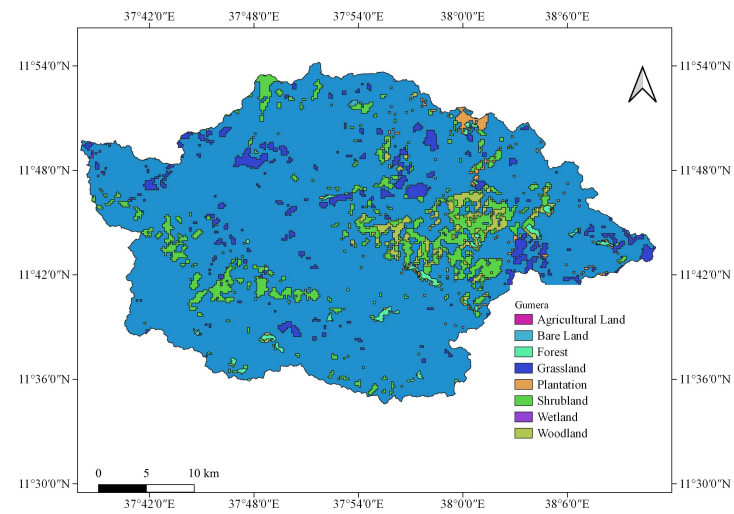 37°42'0"E 37°48'0"E 37°54'0"E 38°0'0"E 38°6'0"E
11°54'0"N 11°54'0"N
11°48'0"N 11°48'0"N
11°42'0"N 11°42'0"N
Gumera
Agricultural Land
Bare Land
Forest
Grassland
Plantation
Shrubland
Wetland
Woodland
11°36'0"N 11°36'0"N
0 5 10 km
11°30'0"N 11°30'0"N
37°42'0"E 37°48'0"E 37°54'0"E 38°0'0"E 38°6'0"E